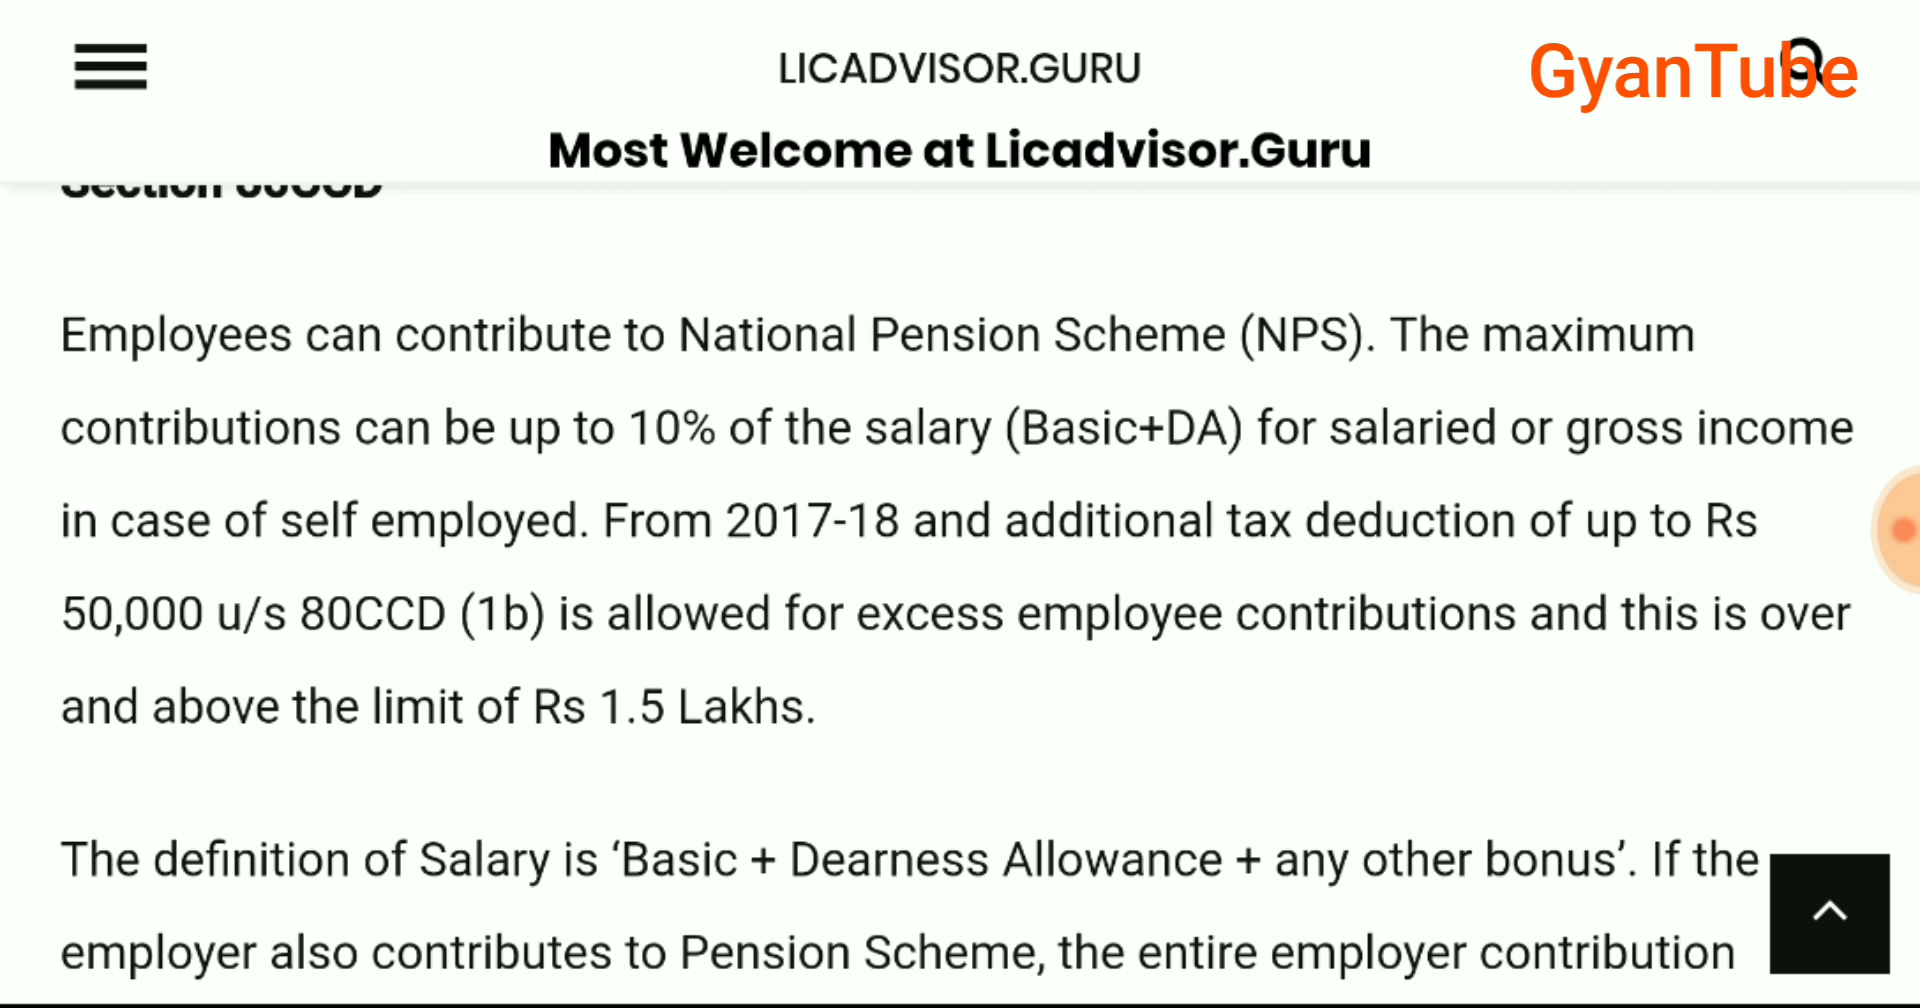 LICADVISOR.GURU
GyanTube
Most Welcome at Licadvisor.Guru
Section 80CCD
Employees can contribute to National Pension Scheme (NPS). The maximum
contributions can be up to 10% of the salary (Basic+DA) for salaried or gross income
in case of self employed. From 2017-18 and additional tax deduction of up to Rs
50,000 u/s 80CCD (1b) is allowed for excess employee contributions and this is over
and above the limit of Rs 1.5 Lakhs.
The definition of Salary is ‘Basic + Dearness Allowance + any other bonus’. If the
employer also contributes to Pension Scheme, the entire employer contribution